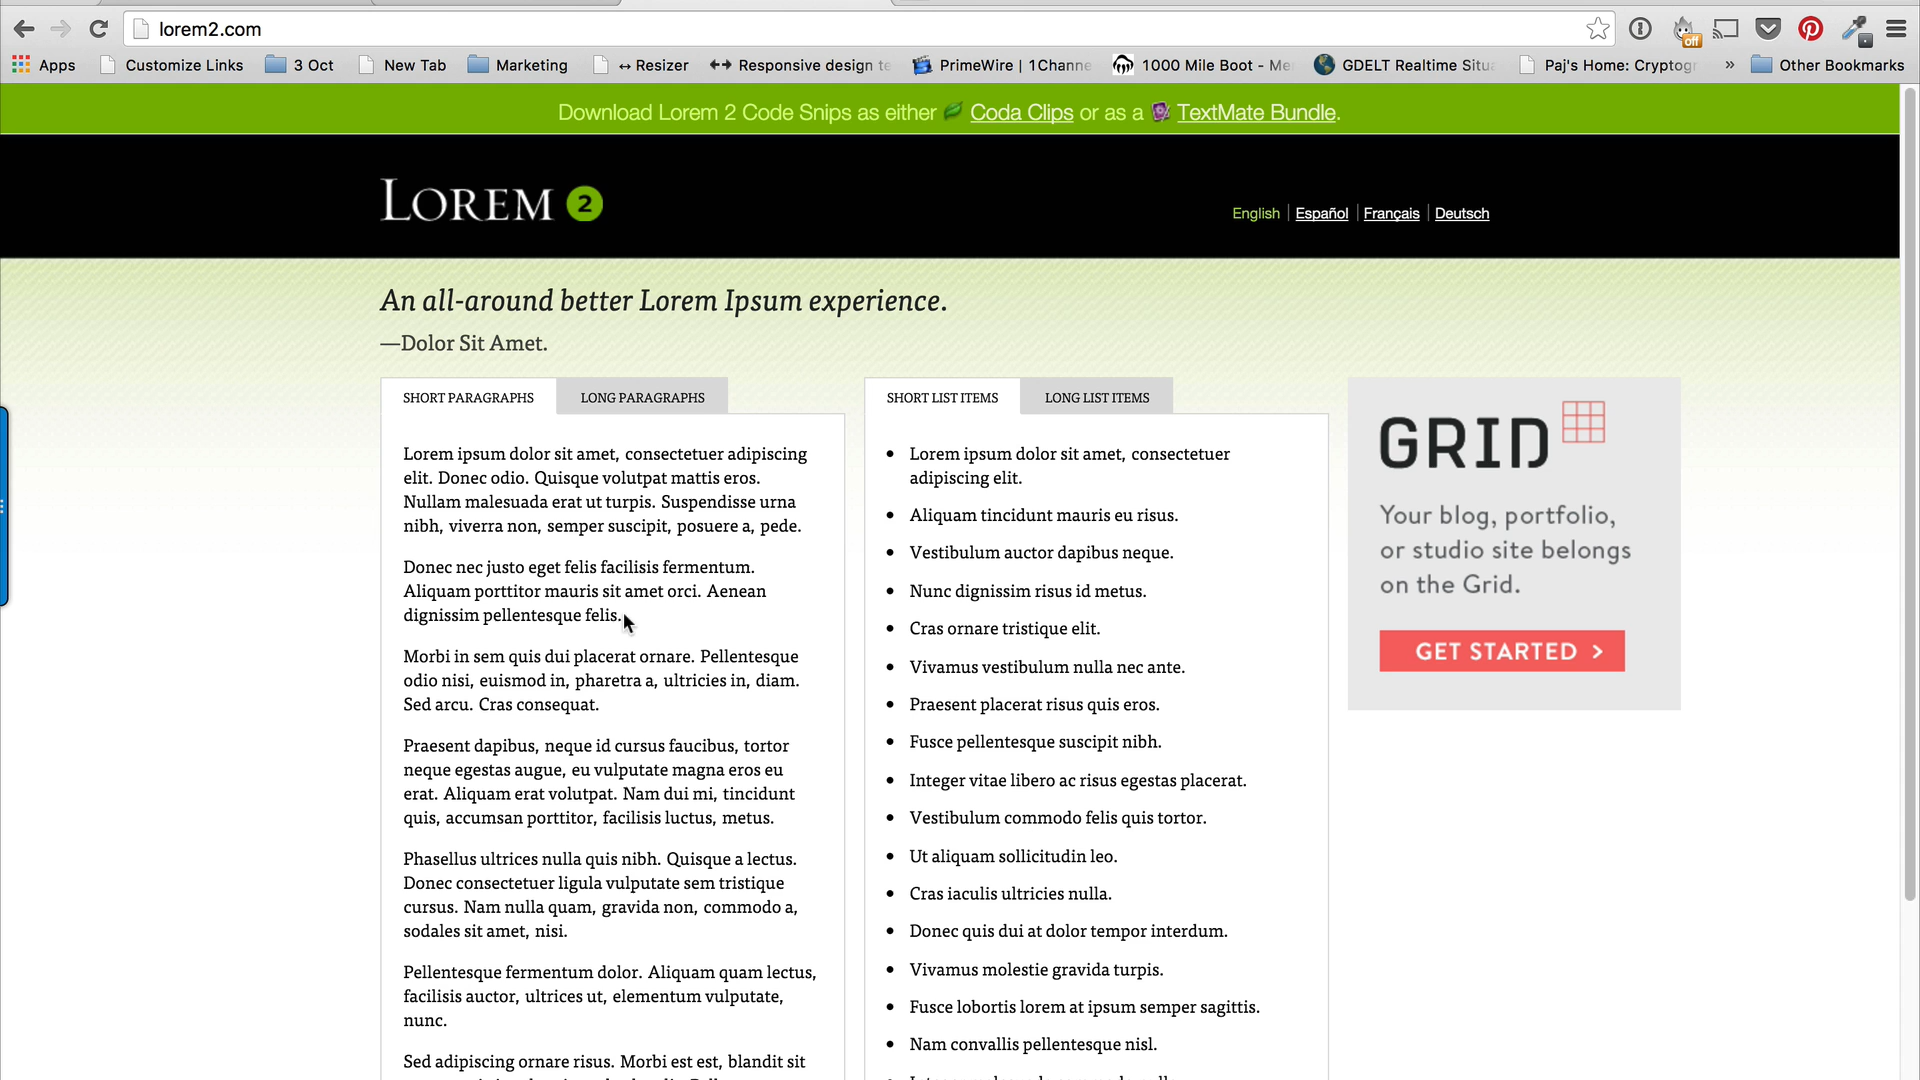 lorem2.com
Apps
Customize Links
3 Oct
New Tab
Marketing
↔ Resizer
↔ Responsive design te
PrimeWire | 1Channe
1000 Mile Boot - Me
GDELT Realtime Situa
Paj's Home: Cryptogr
»
Other Bookmarks
off
Download Lorem 2 Code Snips as either Coda Clips or as a TextMate Bundle.
LOREM 2
English | Español | Français | Deutsch
An all-around better Lorem Ipsum experience.
—Dolor Sit Amet.
SHORT PARAGRAPHS
LONG PARAGRAPHS
Lorem ipsum dolor sit amet, consectetuer adipiscing
elit. Donec odio. Quisque volutpat mattis eros.
Nullam malesuada erat ut turpis. Suspendisse urna
nibh, viverra non, semper suscipit, posuere a, pede.
Donec nec justo eget felis facilisis fermentum.
Aliquam porttitor mauris sit amet orci. Aenean
dignissim pellentesque felis.
Morbi in sem quis dui placerat ornare. Pellentesque
odio nisi, euismod in, pharetra a, ultricies in, diam.
Sed arcu. Cras consequat.
Praesent dapibus, neque id cursus faucibus, tortor
neque egestas augue, eu vulputate magna eros eu
erat. Aliquam erat volutpat. Nam dui mi, tincidunt
quis, accumsan porttitor, facilisis luctus, metus.
Phasellus ultrices nulla quis nibh. Quisque a lectus.
Donec consectetuer ligula vulputate sem tristique
cursus. Nam nulla quam, gravida non, commodo a,
sodales sit amet, nisi.
Pellentesque fermentum dolor. Aliquam quam lectus,
facilisis auctor, ultrices ut, elementum vulputate,
nunc.
Sed adipiscing ornare risus. Morbi est est, blandit sit
SHORT LIST ITEMS
LONG LIST ITEMS
• Lorem ipsum dolor sit amet, consectetuer
adipiscing elit.
• Aliquam tincidunt mauris eu risus.
• Vestibulum auctor dapibus neque.
• Nunc dignissim risus id metus.
• Cras ornare tristique elit.
• Vivamus vestibulum nulla nec ante.
• Praesent placerat risus quis eros.
• Fusce pellentesque suscipit nibh.
• Integer vitae libero ac risus egestas placerat.
• Vestibulum commodo felis quis tortor.
• Ut aliquam sollicitudin leo.
• Cras iaculis ultricies nulla.
• Donec quis dui at dolor tempor interdum.
• Vivamus molestie gravida turpis.
• Fusce lobortis lorem at ipsum semper sagittis.
• Nam convallis pellentesque nisl.
GRID
Your blog, portfolio,
or studio site belongs
on the Grid.
GET STARTED >